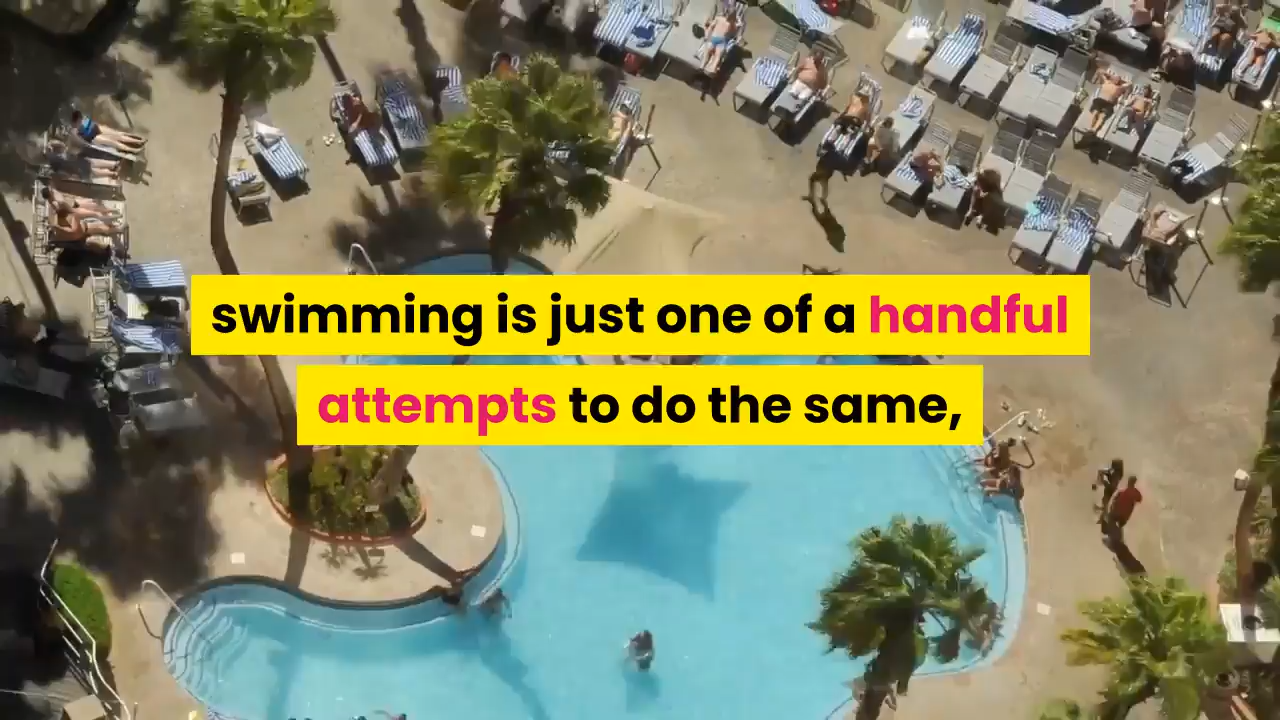 swimming is just one of a handful
attempts to do the same,